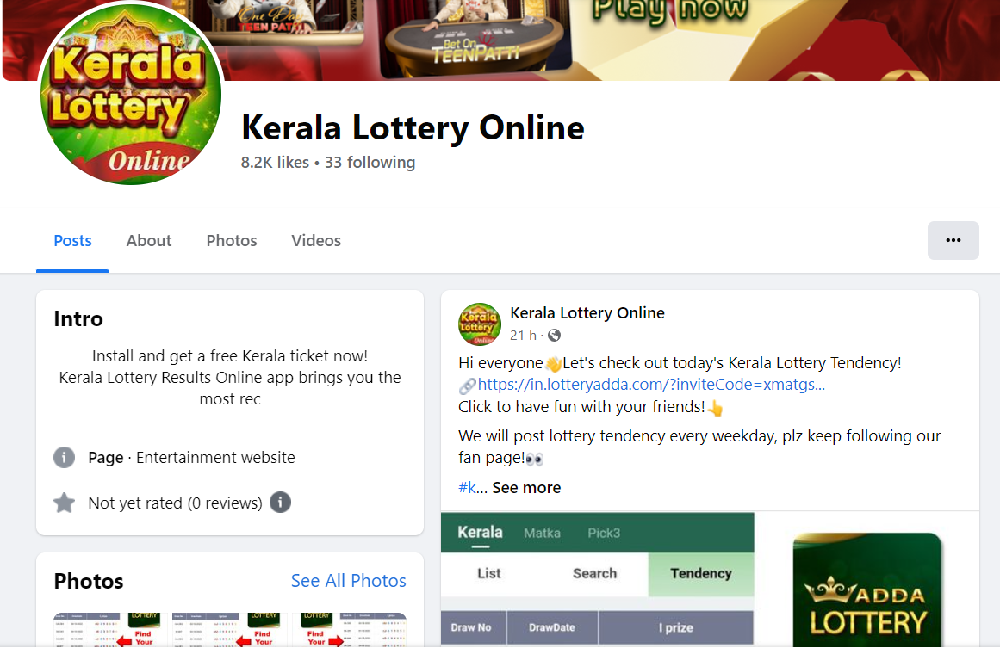 One Day
TEEN PATTI
Bet On
TEENPATTI
Play now
Kerala
Lottery
Online
Kerala Lottery Online
8.2K likes • 33 following
Posts About Photos Videos
Intro
Install and get a free Kerala ticket now!
Kerala Lottery Results Online app brings you the
most rec
Page · Entertainment website
Not yet rated (0 reviews)
Photos See All Photos
LOTTERY LOTTERY LOTTERY
Find Find Find
Your Your Your
Kerala Lottery Online
21 h ·
Hi everyone👋Let's check out today's Kerala Lottery Tendency!
🔗https://in.lotteryadda.com/?inviteCode=xmatgs...
Click to have fun with your friends!👆
We will post lottery tendency every weekday, plz keep following our
fan page!👀
#k... See more
Kerala Matka Pick3
List Search Tendency
Draw No DrawDate I prize
ADDA
LOTTERY